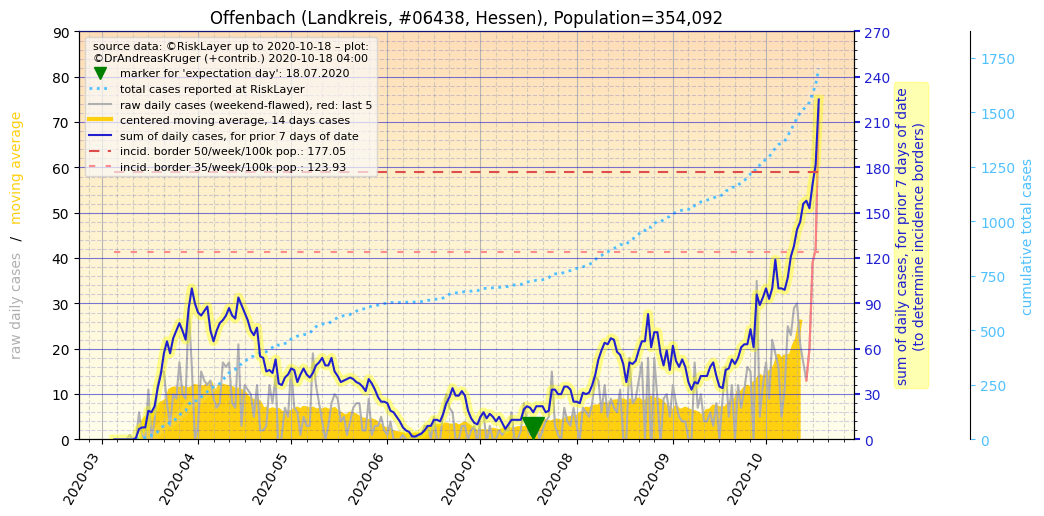 Offenbach (Landkreis, #06438, Hessen), Population=354,092
source data: ©RiskLayer up to 2020-10-18 – plot:
©DrAndreasKruger (+contrib.) 2020-10-18 04:00
marker for 'expectation day': 18.07.2020
total cases reported at RiskLayer
raw daily cases (weekend-flawed), red: last 5
centered moving average, 14 days cases
sum of daily cases, for prior 7 days of date
incid. border 50/week/100k pop.: 177.05
incid. border 35/week/100k pop.: 123.93
raw daily cases / moving average
90
80
70
60
50
40
30
20
10
0
2020-03
2020-04
2020-05
2020-06
2020-07
2020-08
2020-09
2020-10
270
240
210
180
150
120
90
60
30
0
sum of daily cases, for prior 7 days of date
(to determine incidence borders)
1750
1500
1250
1000
750
500
250
0
cumulative total cases